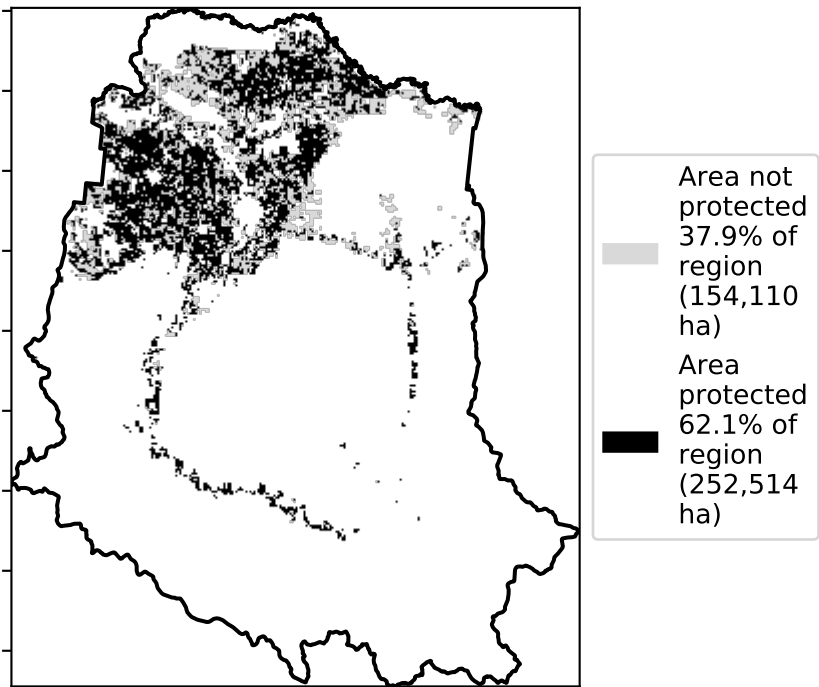 Area not
protected
37.9% of
region
(154,110
ha)
Area
protected
62.1% of
region
(252,514
ha)